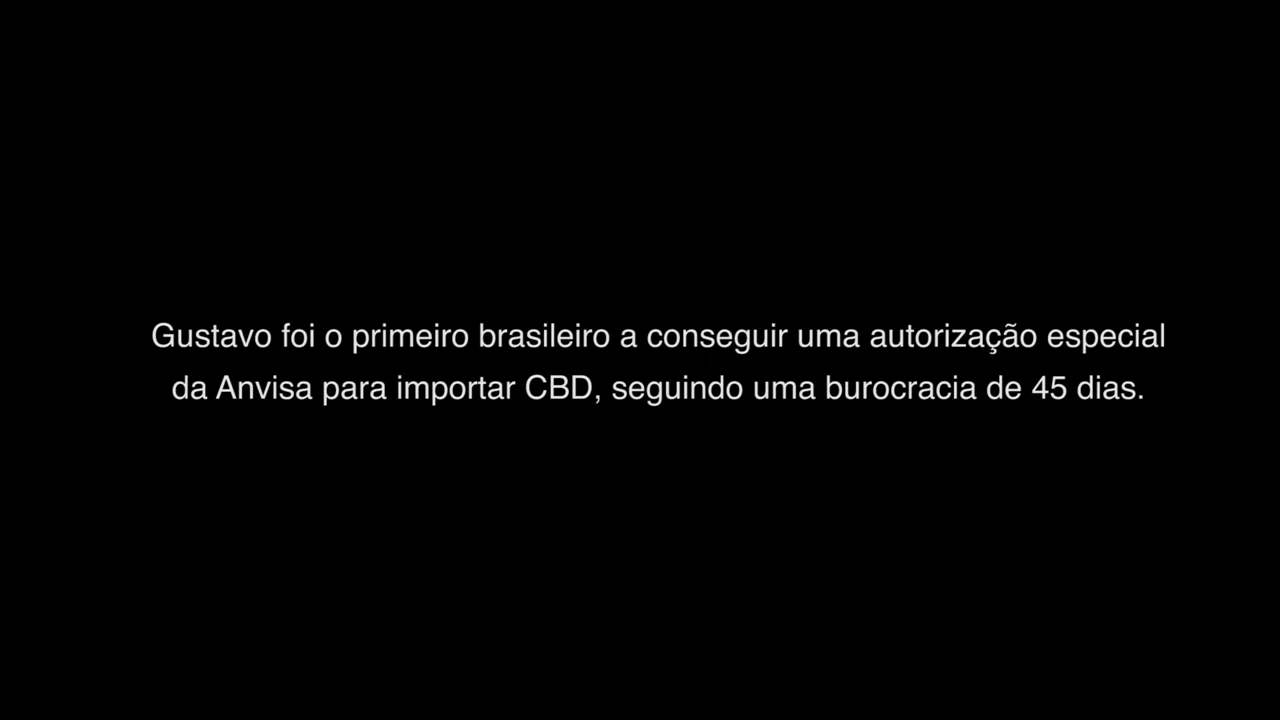 Gustavo foi o primeiro brasileiro a conseguir uma autorização especial
da Anvisa para importar CBD, seguindo uma burocracia de 45 dias.